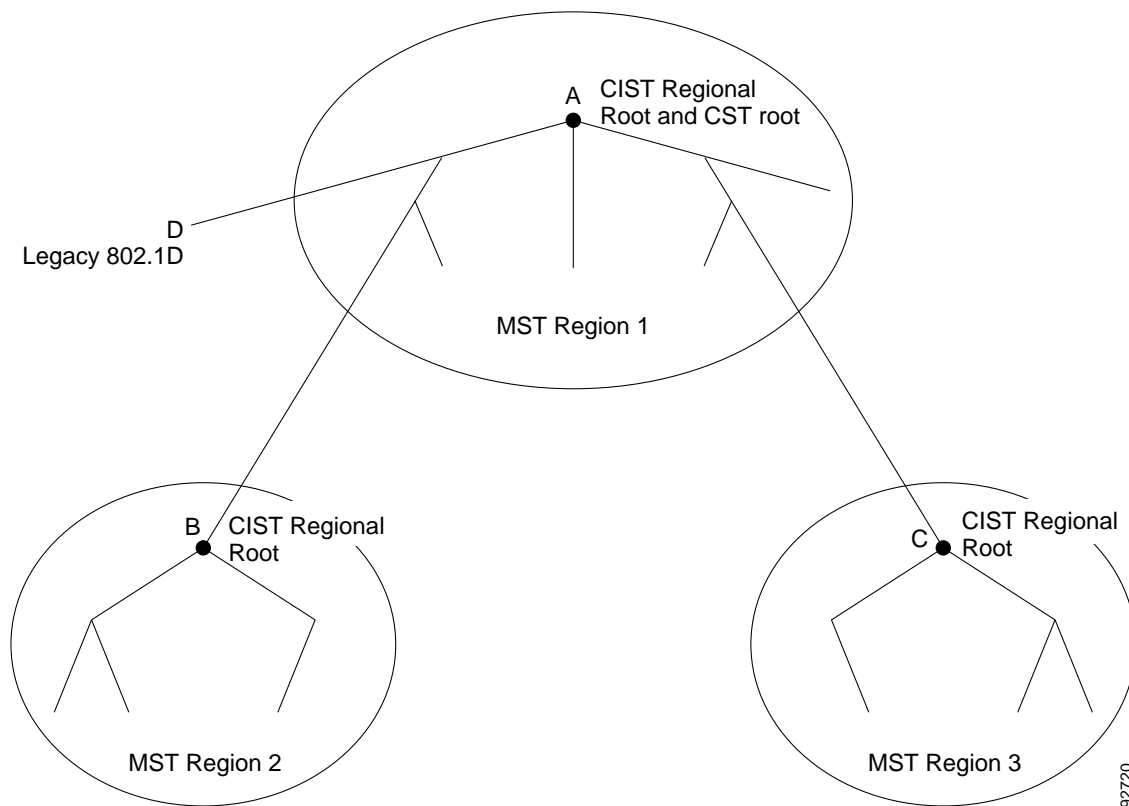 A
CIST Regional
Root and CST root
D
Legacy 802.1D
MST Region 1
B
CIST Regional
Root
C
CIST Regional
Root
MST Region 2
MST Region 3
92720